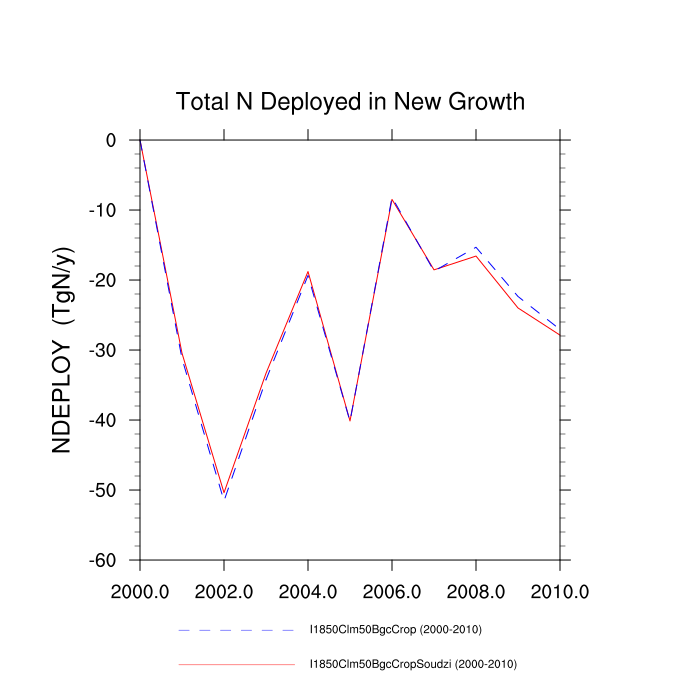 Total N Deployed in New Growth
NDEPLOY (TgN/y)
0
-10
-20
-30
-40
-50
-60
2000.0 2002.0 2004.0 2006.0 2008.0 2010.0
I1850Clm50BgcCrop (2000-2010)
I1850Clm50BgcCropSoudzi (2000-2010)